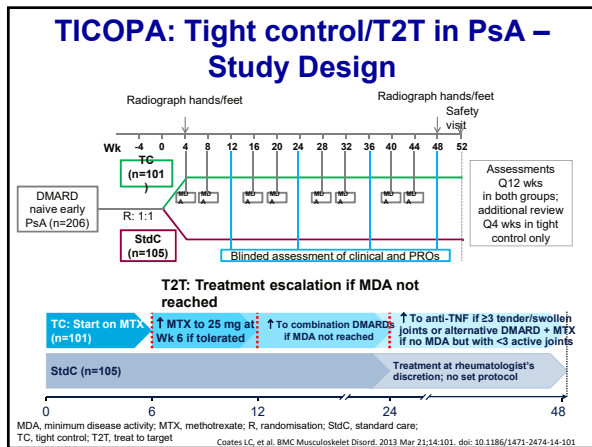 TICOPA: Tight control/T2T in PsA –
Study Design
Radiograph hands/feet
Radiograph hands/feet
Safety
visit
Wk -4 0 4 8 12 16 20 24 28 32 36 40 44 48 52
TC
(n=101
)
MD
A
MD
A
MD
A
MD
A
MD
A
MD
A
MD
A
MD
A
DMARD
naive early
PsA (n=206)
R: 1:1
StdC
(n=105)
Blinded assessment of clinical and PROs
Assessments
Q12 wks
in both groups;
additional review
Q4 wks in tight
control only
T2T: Treatment escalation if MDA not
reached
TC: Start on MTX
(n=101)
↑ MTX to 25 mg at
Wk 6 if tolerated
↑ To combination DMARDs
if MDA not reached
↑ To anti-TNF if ≥3 tender/swollen
joints or alternative DMARD + MTX
if no MDA but with <3 active joints
StdC (n=105)
Treatment at rheumatologist's
discretion; no set protocol
0 6 12 24 48
MDA, minimum disease activity; MTX, methotrexate; R, randomisation; StdC, standard care;
TC, tight control; T2T, treat to target
Coates LC, et al. BMC Musculoskelet Disord. 2013 Mar 21;14:101. doi: 10.1186/1471-2474-14-101